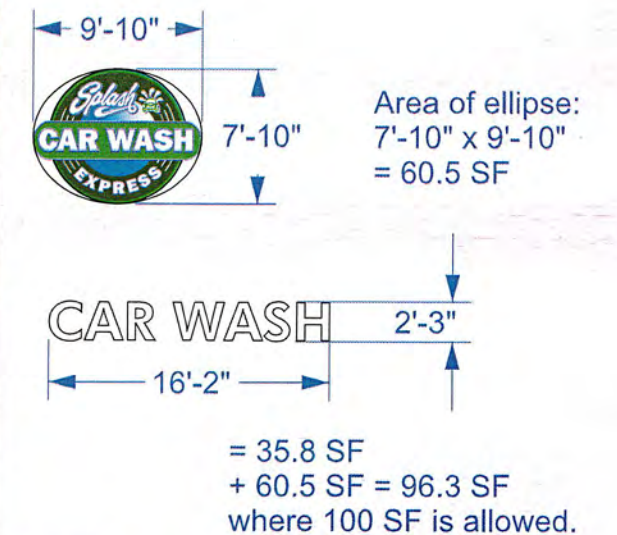 9'-10"
Splash
CAR WASH
EXPRESS
7'-10"
Area of ellipse:
7'-10" x 9'-10"
= 60.5 SF
CAR WASH
2'-3"
16'-2"
= 35.8 SF
+ 60.5 SF = 96.3 SF
where 100 SF is allowed.